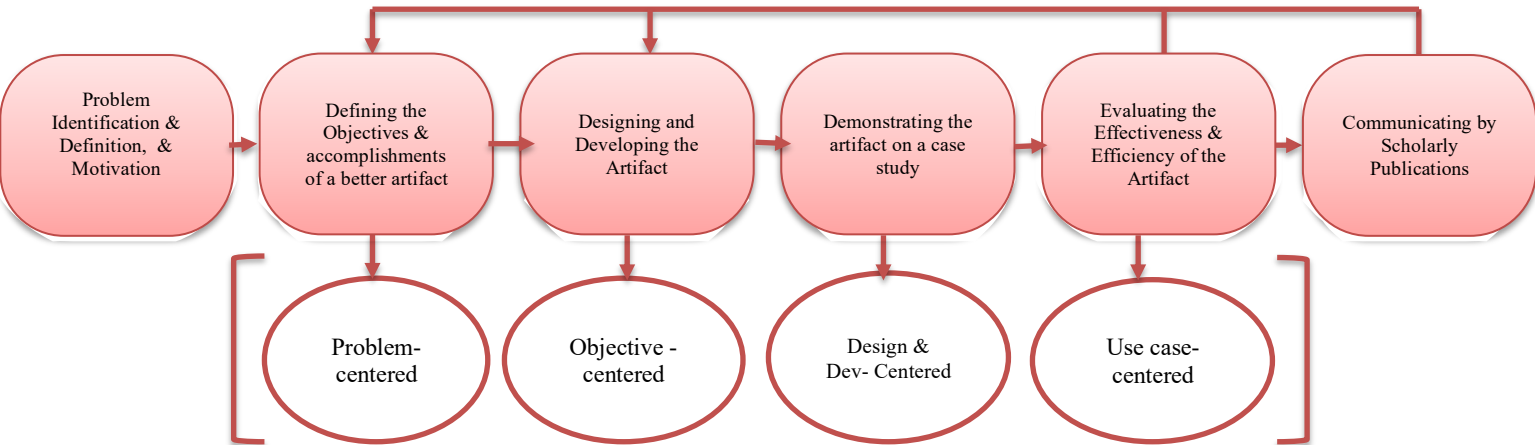 Problem
Identification &
Definition, &
Motivation
Defining the
Objectives &
accomplishments
of a better artifact
Designing and
Developing the
Artifact
Demonstrating the
artifact on a case
study
Evaluating the
Effectiveness &
Efficiency of the
Artifact
Communicating by
Scholarly
Publications
Problem-
centered
Objective -
centered
Design &
Dev- Centered
Use case-
centered